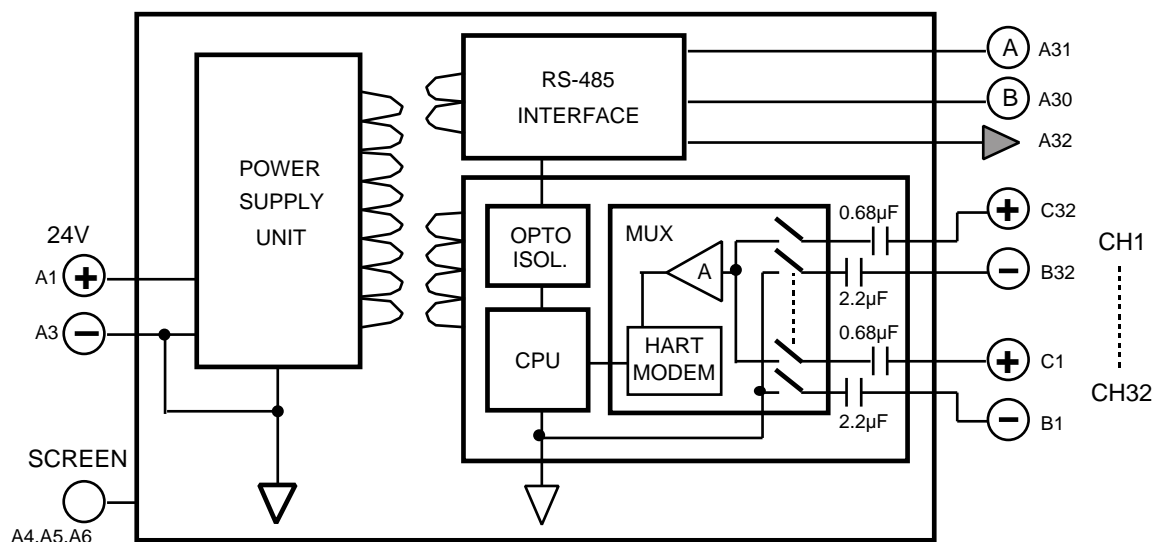 POWER
SUPPLY
UNIT
24V
A1
+
A3
−
SCREEN
A4,A5,A6
RS-485
INTERFACE
OPTO
ISOL.
CPU
MUX
A
HART
MODEM
A
A31
B
A30
A32
0.68µF
+
C32
−
B32
2.2µF
0.68µF
+
C1
2.2µF
−
B1
CH1
CH32